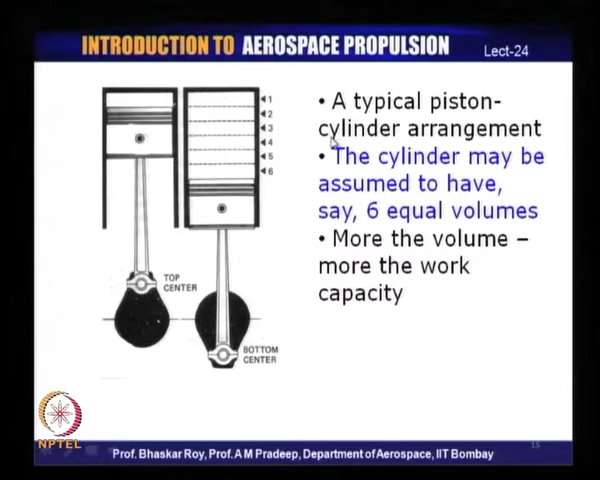 INTRODUCTION TO AEROSPACE PROPULSION
Lect-24
1
2
3
4
5
6
TOP
CENTER
BOTTOM
CENTER
• A typical piston-
cylinder arrangement
• The cylinder may be
assumed to have,
say, 6 equal volumes
• More the volume –
more the work
capacity
NPTEL
15
Prof. Bhaskar Roy, Prof. A M Pradeep, Department of Aerospace, IIT Bombay